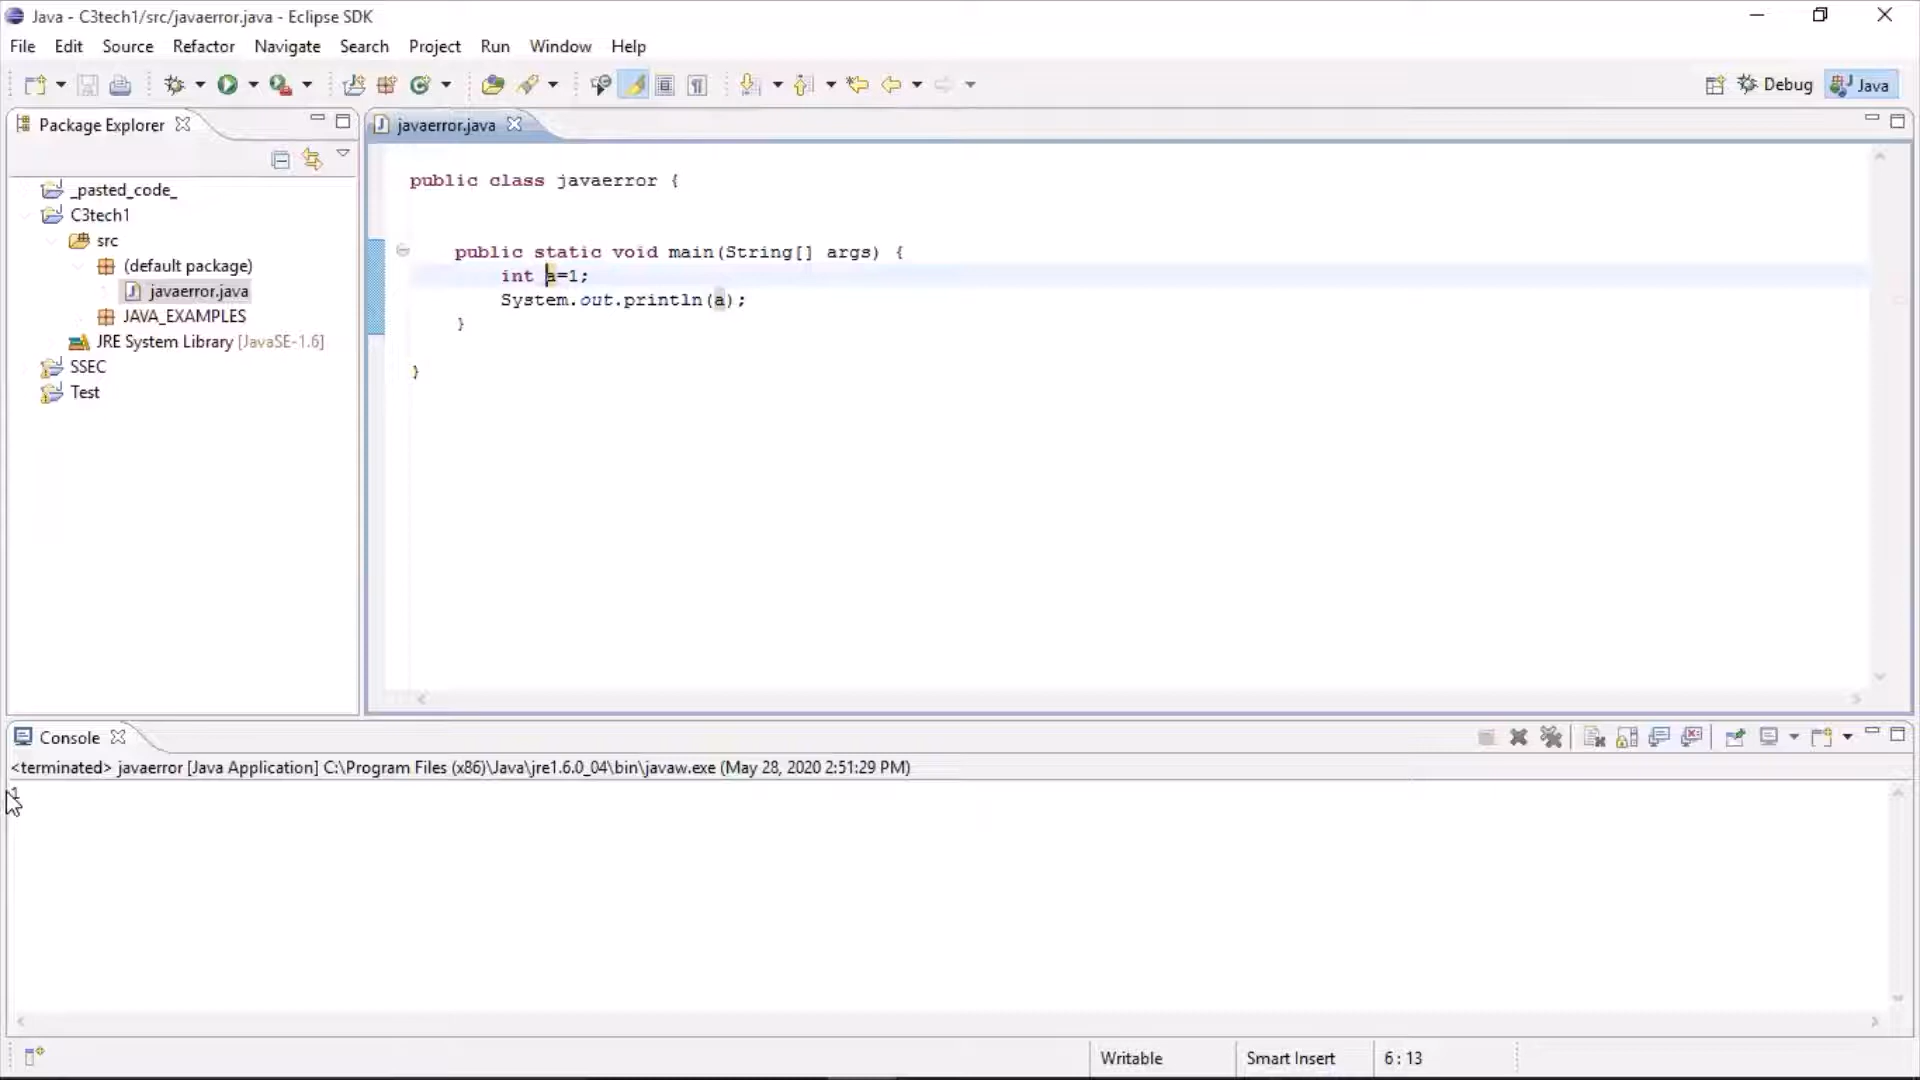 Java - C3tech1/src/javaerror.java - Eclipse SDK
File Edit Source Refactor Navigate Search Project Run Window Help
Debug Java
Package Explorer
_pasted_code_
C3tech1
src
(default package)
javaerror.java
JAVA_EXAMPLES
JRE System Library [JavaSE-1.6]
SSEC
Test
javaerror.java
public class javaerror {
public static void main(String[] args) {
int a=1;
System.out.println(a);
}
}
Console
<terminated> javaerror [Java Application] C:\Program Files (x86)\Java\jre1.6.0_04\bin\javaw.exe (May 28, 2020 2:51:29 PM)
1
Writable Smart Insert 6 : 13